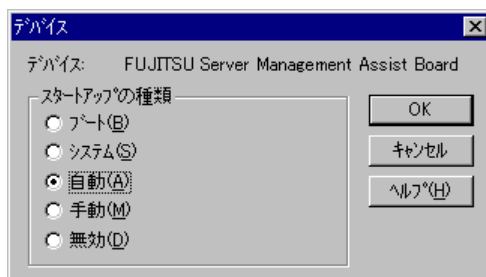 ﾃﾞﾊﾞｲｽ
ﾃﾞﾊﾞｲｽ: FUJITSU Server Management Assist Board
ｽﾀｰﾄｱｯﾌﾟの種類
ﾌﾞｰﾄ(B)
ｼｽﾃﾑ(S)
自動(A)
手動(M)
無効(D)
OK
ｷｬﾝｾﾙ
ﾍﾙﾌﾟ(H)